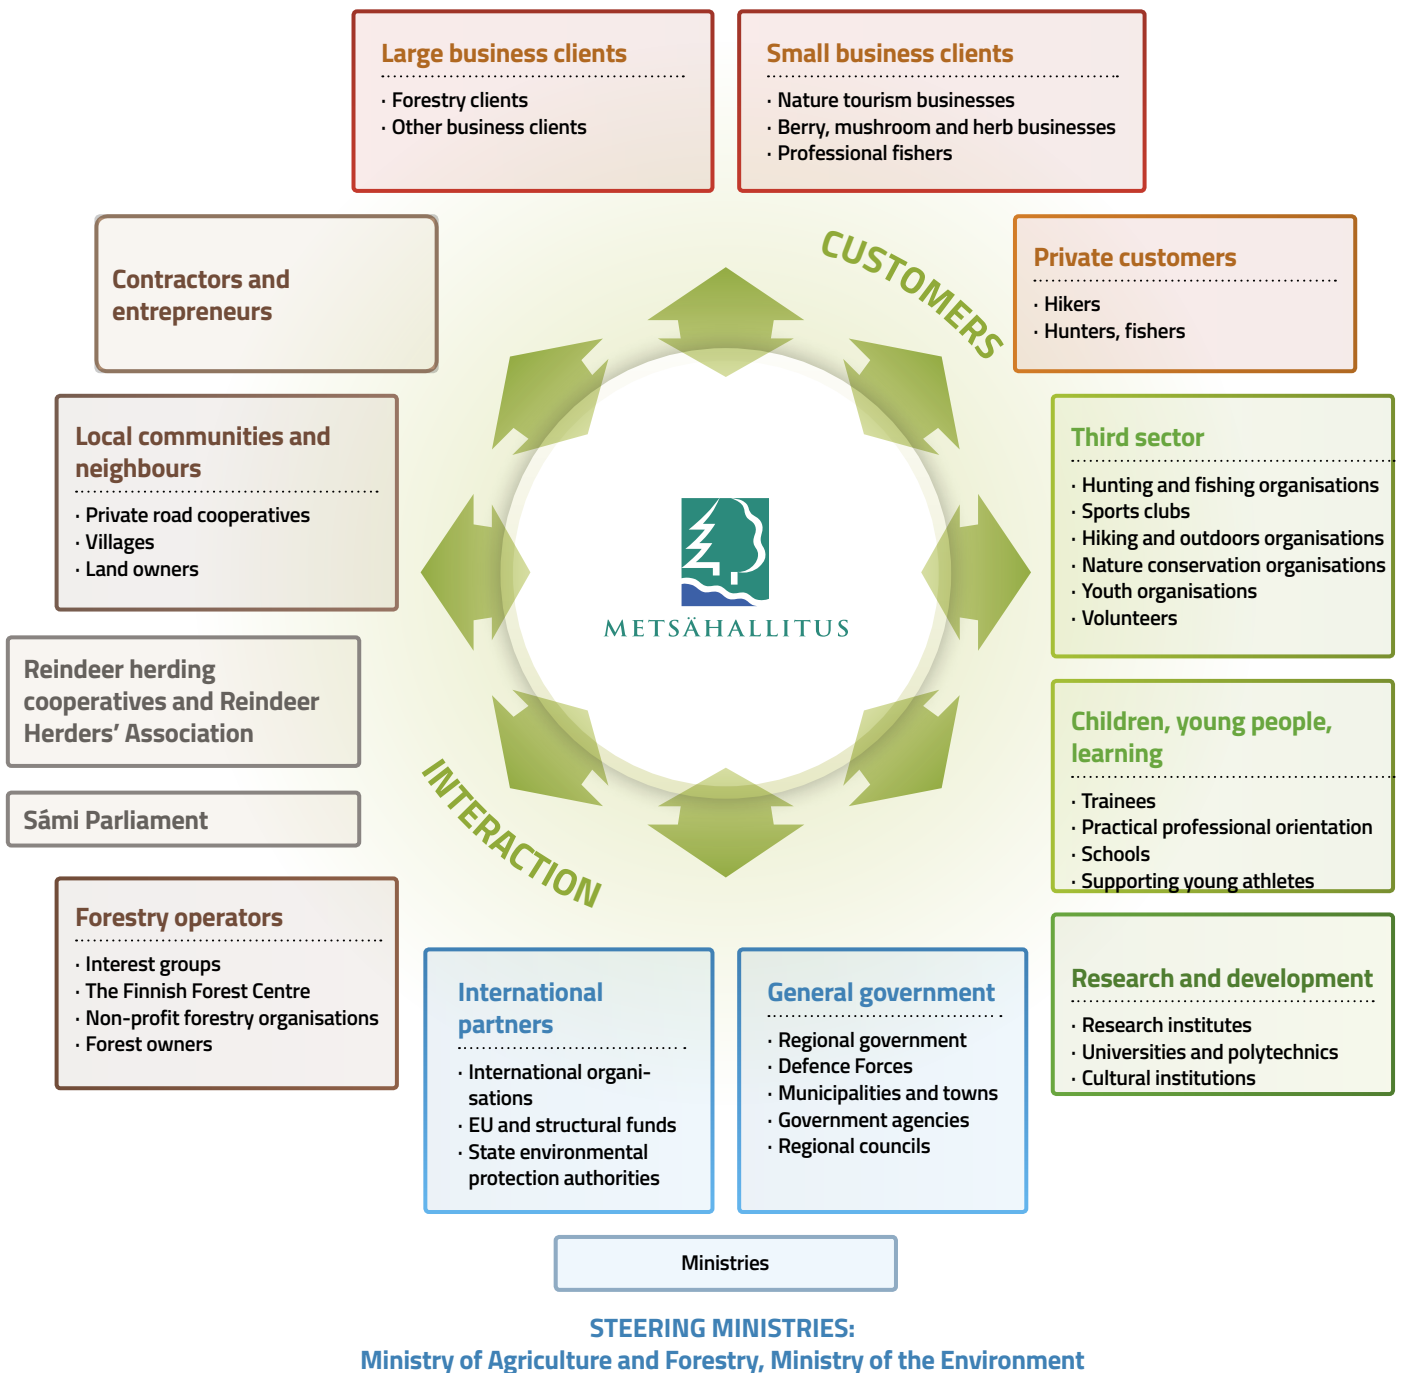 Large business clients
· Forestry clients
· Other business clients
Small business clients
· Nature tourism businesses
· Berry, mushroom and herb businesses
· Professional fishers
CUSTOMERS
Private customers
· Hikers
· Hunters, fishers
Contractors and
entrepreneurs
Local communities and
neighbours
· Private road cooperatives
· Villages
· Land owners
Third sector
· Hunting and fishing organisations
· Sports clubs
· Hiking and outdoors organisations
· Nature conservation organisations
· Youth organisations
· Volunteers
METSÄHALLITUS
Reindeer herding
cooperatives and Reindeer
Herders’ Association
Sámi Parliament
INTERACTION
Children, young people,
learning
· Trainees
· Practical professional orientation
· Schools
· Supporting young athletes
Forestry operators
· Interest groups
· The Finnish Forest Centre
· Non-profit forestry organisations
· Forest owners
International
partners
· International organi-
sations
· EU and structural funds
· State environmental
protection authorities
General government
· Regional government
· Defence Forces
· Municipalities and towns
· Government agencies
· Regional councils
Research and development
· Research institutes
· Universities and polytechnics
· Cultural institutions
Ministries
STEERING MINISTRIES:
Ministry of Agriculture and Forestry, Ministry of the Environment